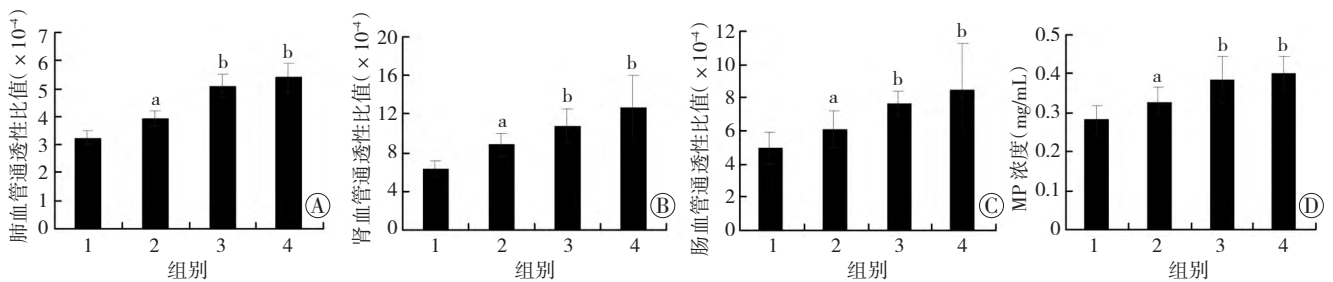 肺血管通透性比值(×10⁻⁴)
7
6
5
4
3
2
1
0
a
b
b
1 2 3 4
组别
Ⓐ
肾血管通透性比值(×10⁻⁴)
20
16
12
8
4
0
a
b
b
1 2 3 4
组别
Ⓑ
肠血管通透性比值(×10⁻⁴)
12
10
8
6
4
2
0
a
b
b
1 2 3 4
组别
Ⓒ
MP 浓度(mg/mL)
0.5
0.4
0.3
0.2
0.1
0
a
b
b
1 2 3 4
组别
Ⓓ